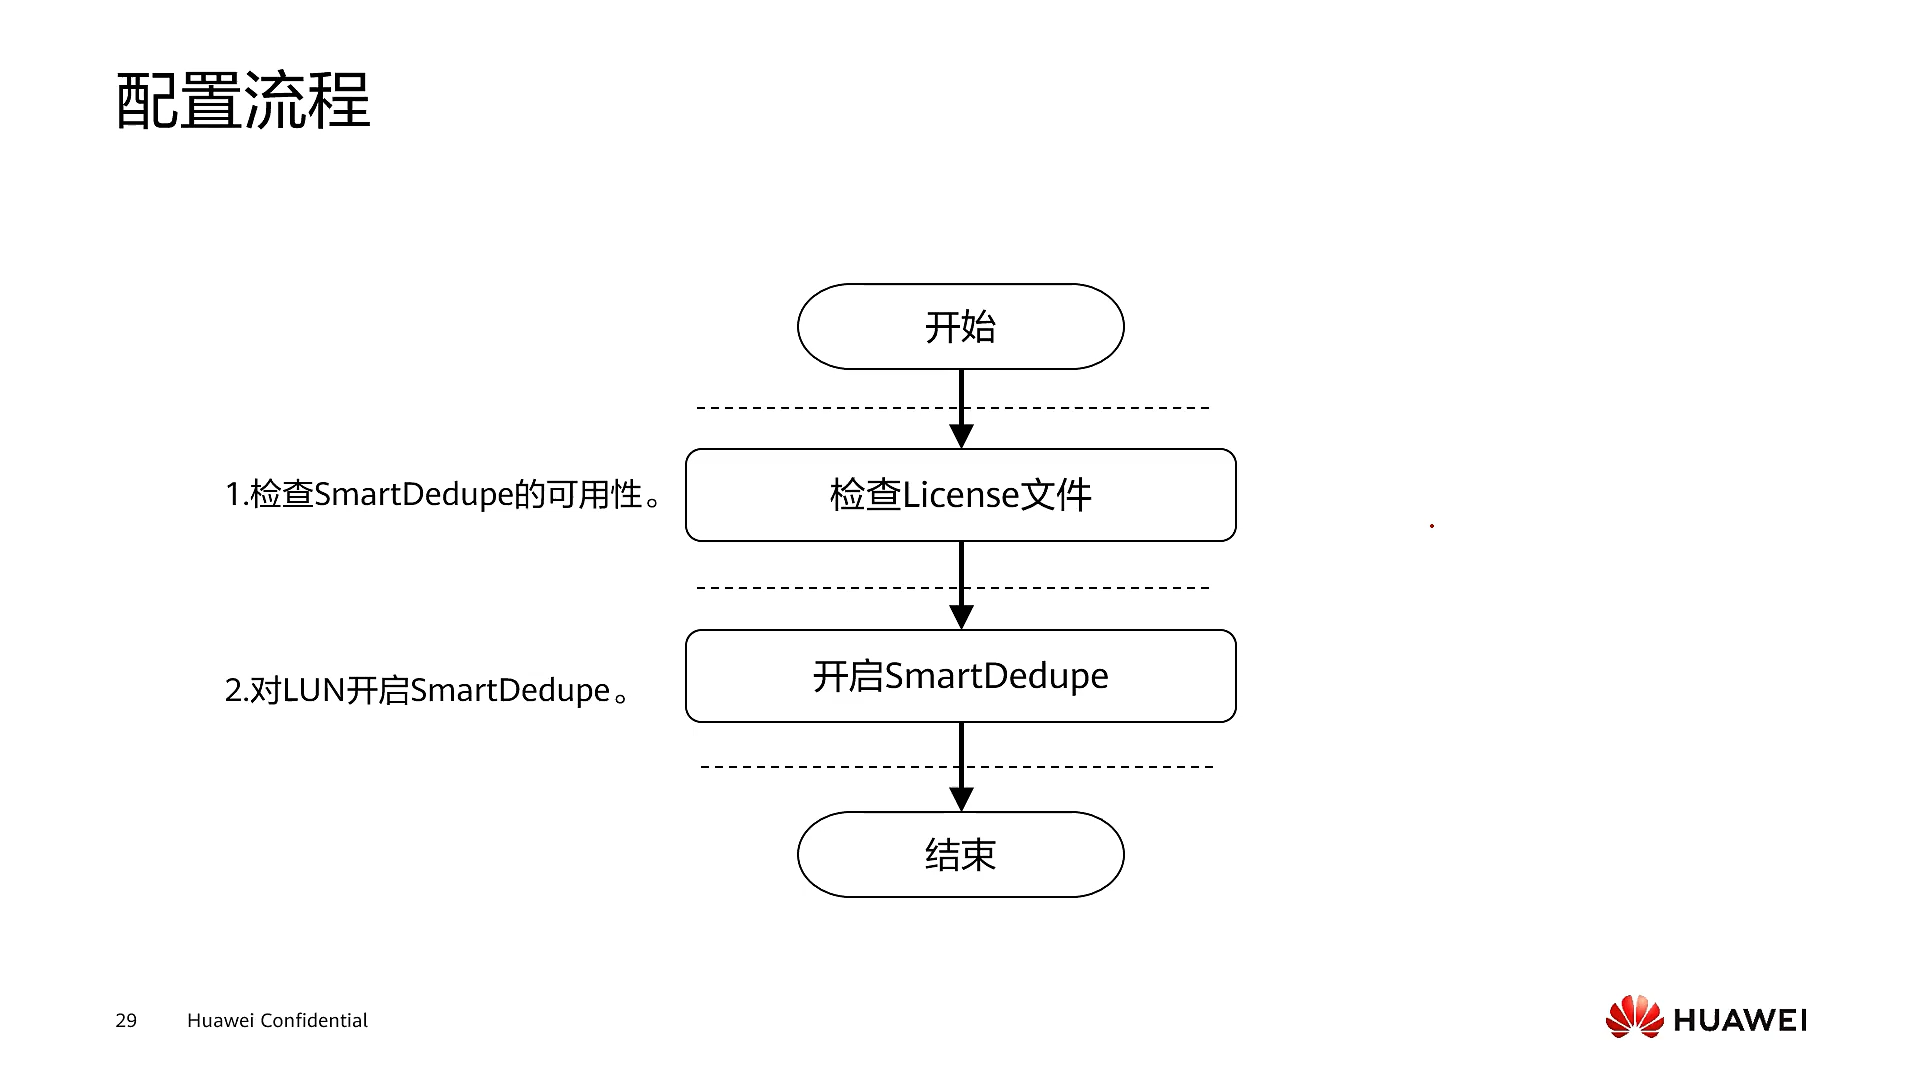 配置流程
开始
1.检查SmartDedupe的可用性。
检查License文件
2.对LUN开启SmartDedupe。
开启SmartDedupe
结束
29
Huawei Confidential
HUAWEI